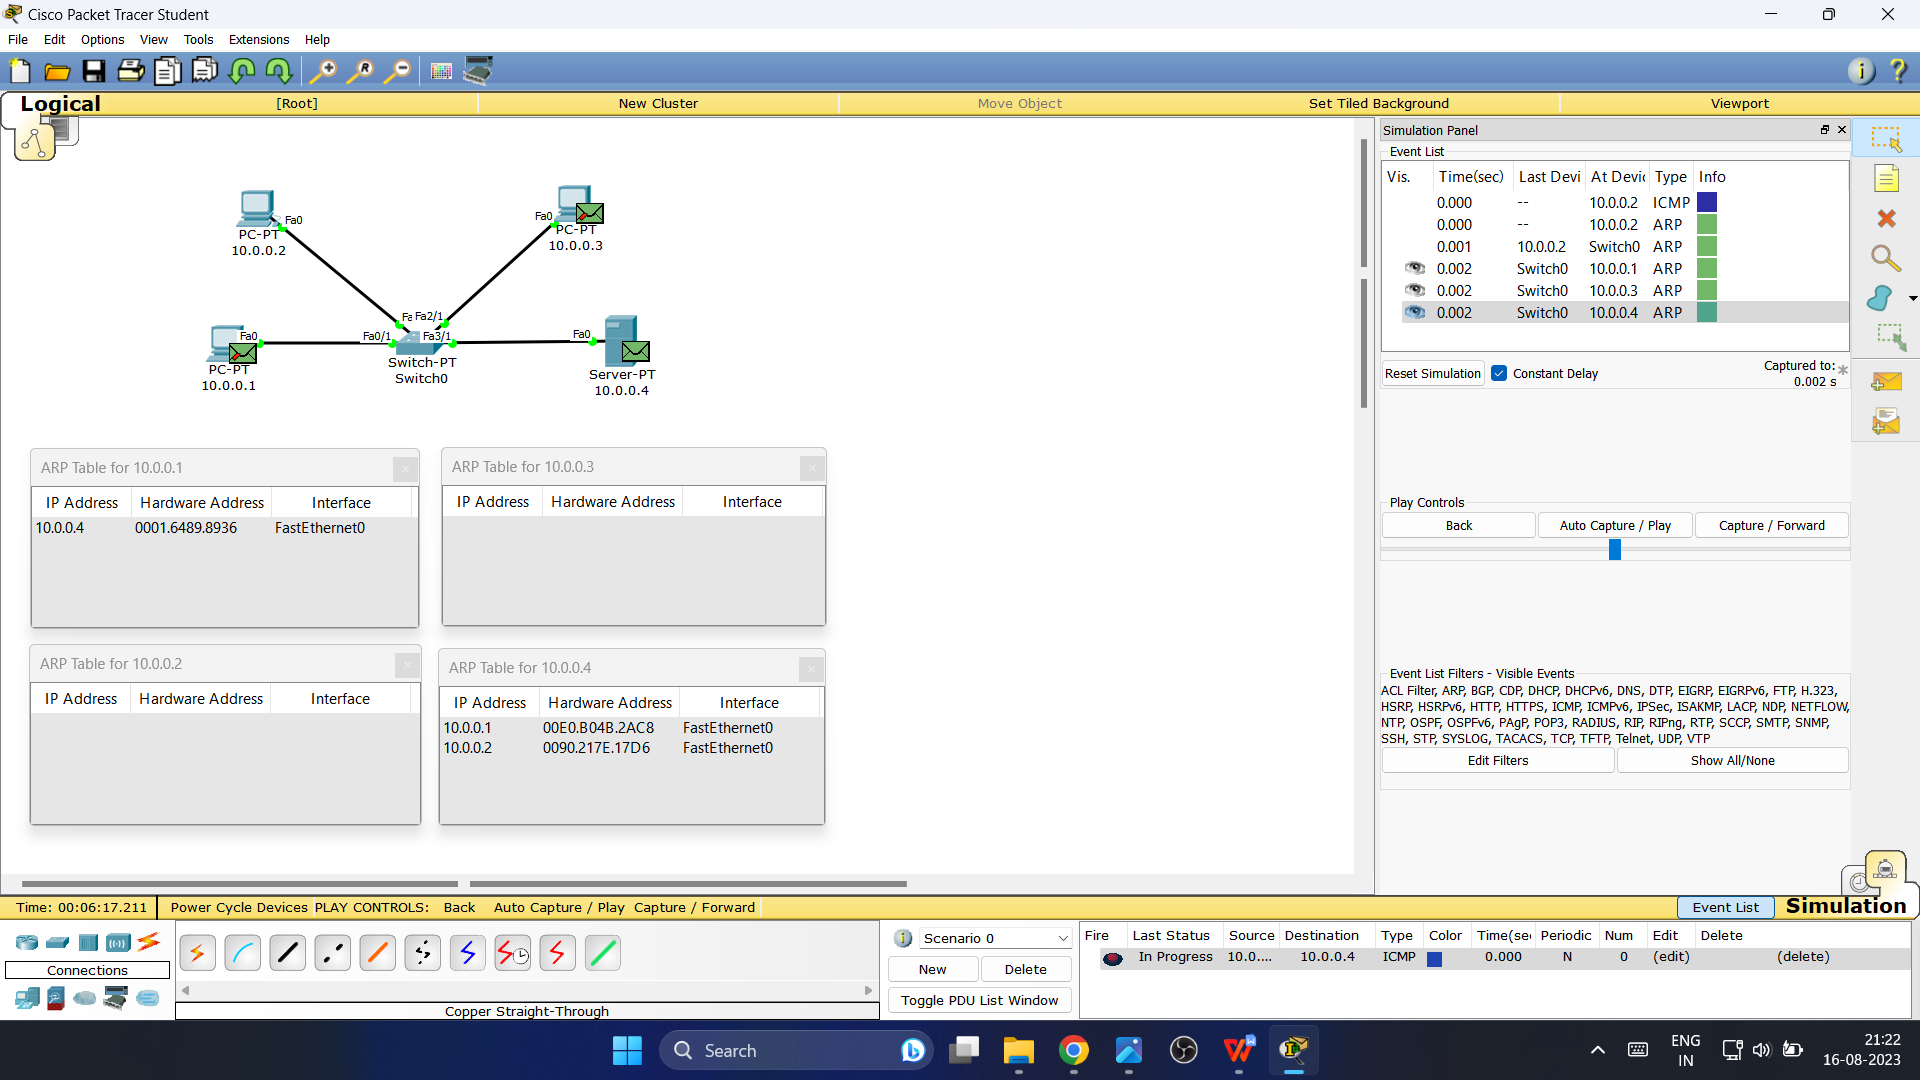 Cisco Packet Tracer Student
File Edit Options View Tools Extensions Help
Logical [Root] New Cluster Move Object Set Tiled Background Viewport
Fa0
PC-PT
10.0.0.2
Fa0
PC-PT
10.0.0.3
Fa Fa2/1
Fa0 Fa0/1 Fa3/1 Fa0
PC-PT
10.0.0.1
Switch-PT
Switch0
Server-PT
10.0.0.4
ARP Table for 10.0.0.1
IP Address Hardware Address Interface
10.0.0.4 0001.6489.8936 FastEthernet0
ARP Table for 10.0.0.3
IP Address Hardware Address Interface
ARP Table for 10.0.0.2
IP Address Hardware Address Interface
ARP Table for 10.0.0.4
IP Address Hardware Address Interface
10.0.0.1 00E0.B04B.2AC8 FastEthernet0
10.0.0.2 0090.217E.17D6 FastEthernet0
Simulation Panel
Event List
Vis. Time(sec) Last Devi At Devic Type Info
0.000 -- 10.0.0.2 ICMP
0.000 -- 10.0.0.2 ARP
0.001 10.0.0.2 Switch0 ARP
0.002 Switch0 10.0.0.1 ARP
0.002 Switch0 10.0.0.3 ARP
0.002 Switch0 10.0.0.4 ARP
Reset Simulation Constant Delay Captured to: *
0.002 s
Play Controls
Back Auto Capture / Play Capture / Forward
Event List Filters - Visible Events
ACL Filter, ARP, BGP, CDP, DHCP, DHCPv6, DNS, DTP, EIGRP, EIGRPv6, FTP, H.323,
HSRP, HSRPv6, HTTP, HTTPS, ICMP, ICMPv6, IPSec, ISAKMP, LACP, NDP, NETFLOW,
NTP, OSPF, OSPFv6, PAgP, POP3, RADIUS, RIP, RIPng, RTP, SCCP, SMTP, SNMP,
SSH, STP, SYSLOG, TACACS, TCP, TFTP, Telnet, UDP, VTP
Edit Filters Show All/None
Time: 00:06:17.211 Power Cycle Devices PLAY CONTROLS: Back Auto Capture / Play Capture / Forward Event List Simulation
Connections
Copper Straight-Through
Scenario 0
New Delete
Toggle PDU List Window
Fire Last Status Source Destination Type Color Time(sec Periodic Num Edit Delete
In Progress 10.0.... 10.0.0.4 ICMP 0.000 N 0 (edit) (delete)
Search
ENG
IN
21:22
16-08-2023